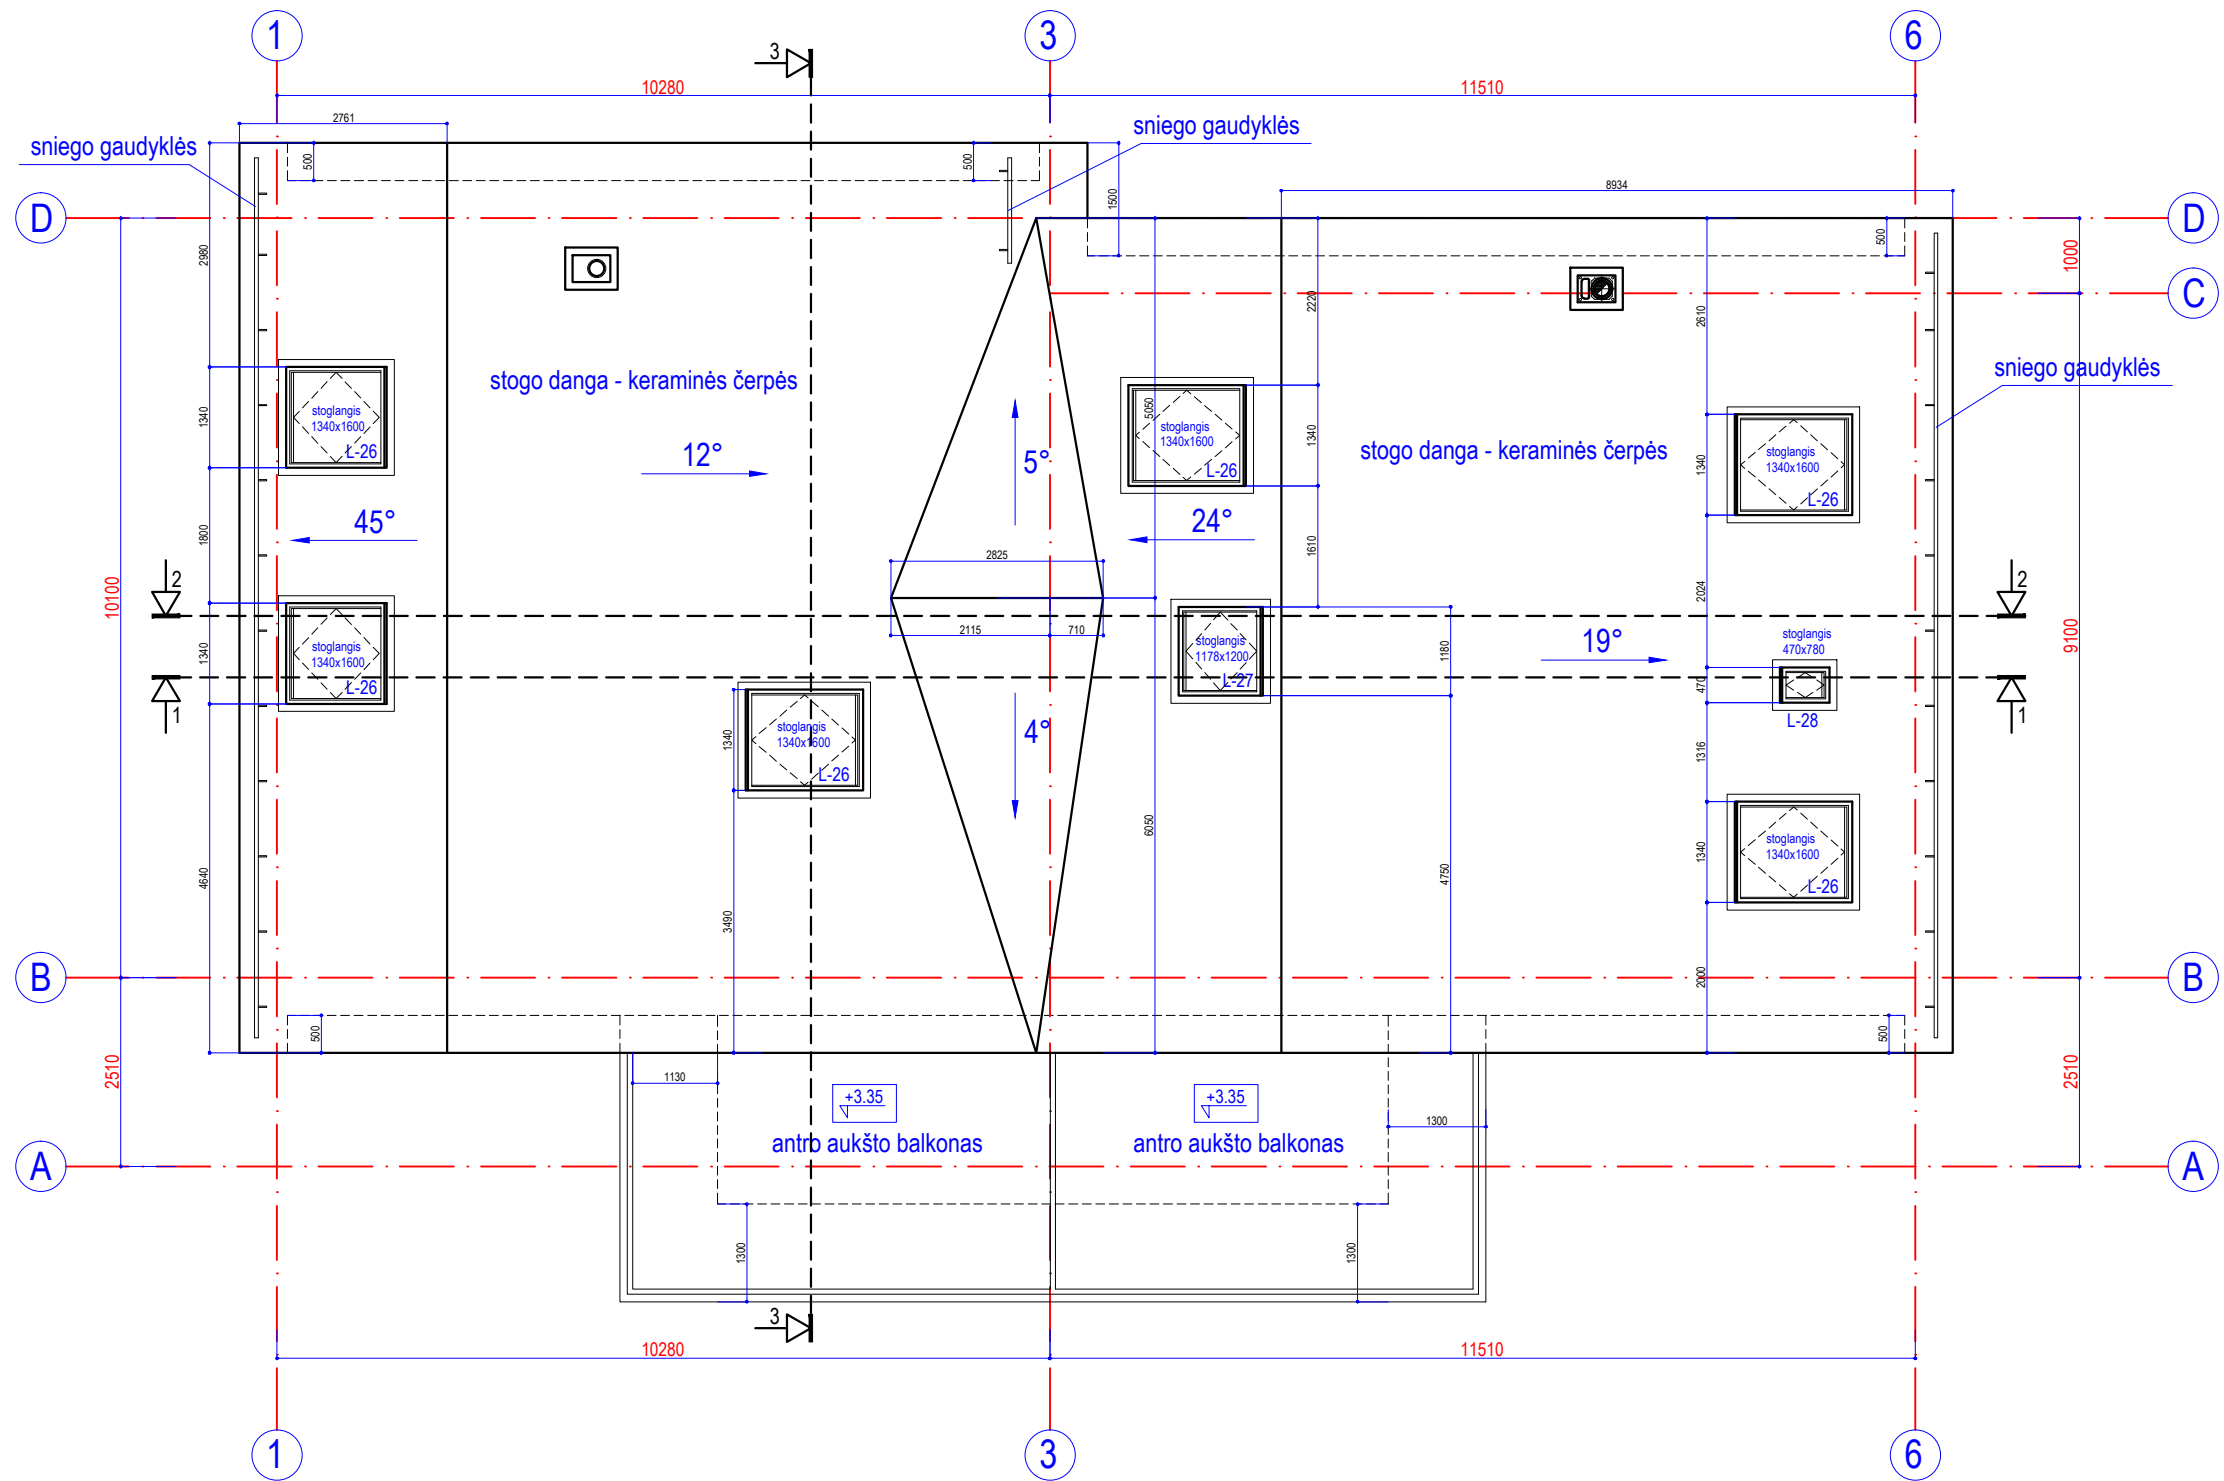 1
3
6
3
10280
11510
2761
sniego gaudyklės
sniego gaudyklės
500
500
1500
8934
500
D
D
2980
1000
C
2220
2610
stogo danga - keraminės čerpės
stoglangis
1340x1600
L-26
1340
12°
5°
5050
stoglangis
1340x1600
L-26
1340
stogo danga - keraminės čerpės
stoglangis
1340x1600
L-26
1340
sniego gaudyklės
45°
24°
1800
1610
2825
2024
2
2
10100
9100
2115
710
stoglangis
1340x1600
L-26
1340
stoglangis
1178x1200
L-27
1180
19°
stoglangis
470x780
470
L-28
1
1
stoglangis
1340x1600
L-26
1340
4°
1316
6050
4640
4750
3490
stoglangis
1340x1600
L-26
1340
2000
B
B
500
500
2510
2510
1130
+3.35
+3.35
1300
antro aukšto balkonas
antro aukšto balkonas
A
A
1300
1300
3
10280
11510
1
3
6